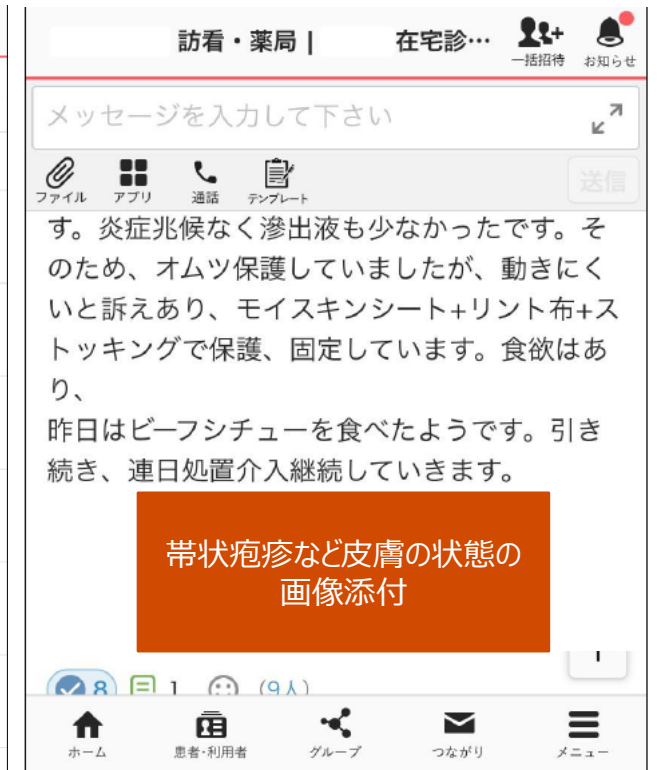 訪看・薬局 |
在宅診…
一括招待
お知らせ
メッセージを入力して下さい
ファイル
アプリ
通話
テンプレート
送信
す。炎症兆候なく滲出液も少なかったです。そ
のため、オムツ保護していましたが、動きにく
いと訴えあり、モイスキンシート+リント布+ス
トッキングで保護、固定しています。食欲はあ
り、
昨日はビーフシチューを食べたようです。引き
続き、連日処置介入継続していきます。
帯状疱疹など皮膚の状態の
画像添付
8 1 (9人)
ホーム
患者・利用者
グループ
つながり
メニュー